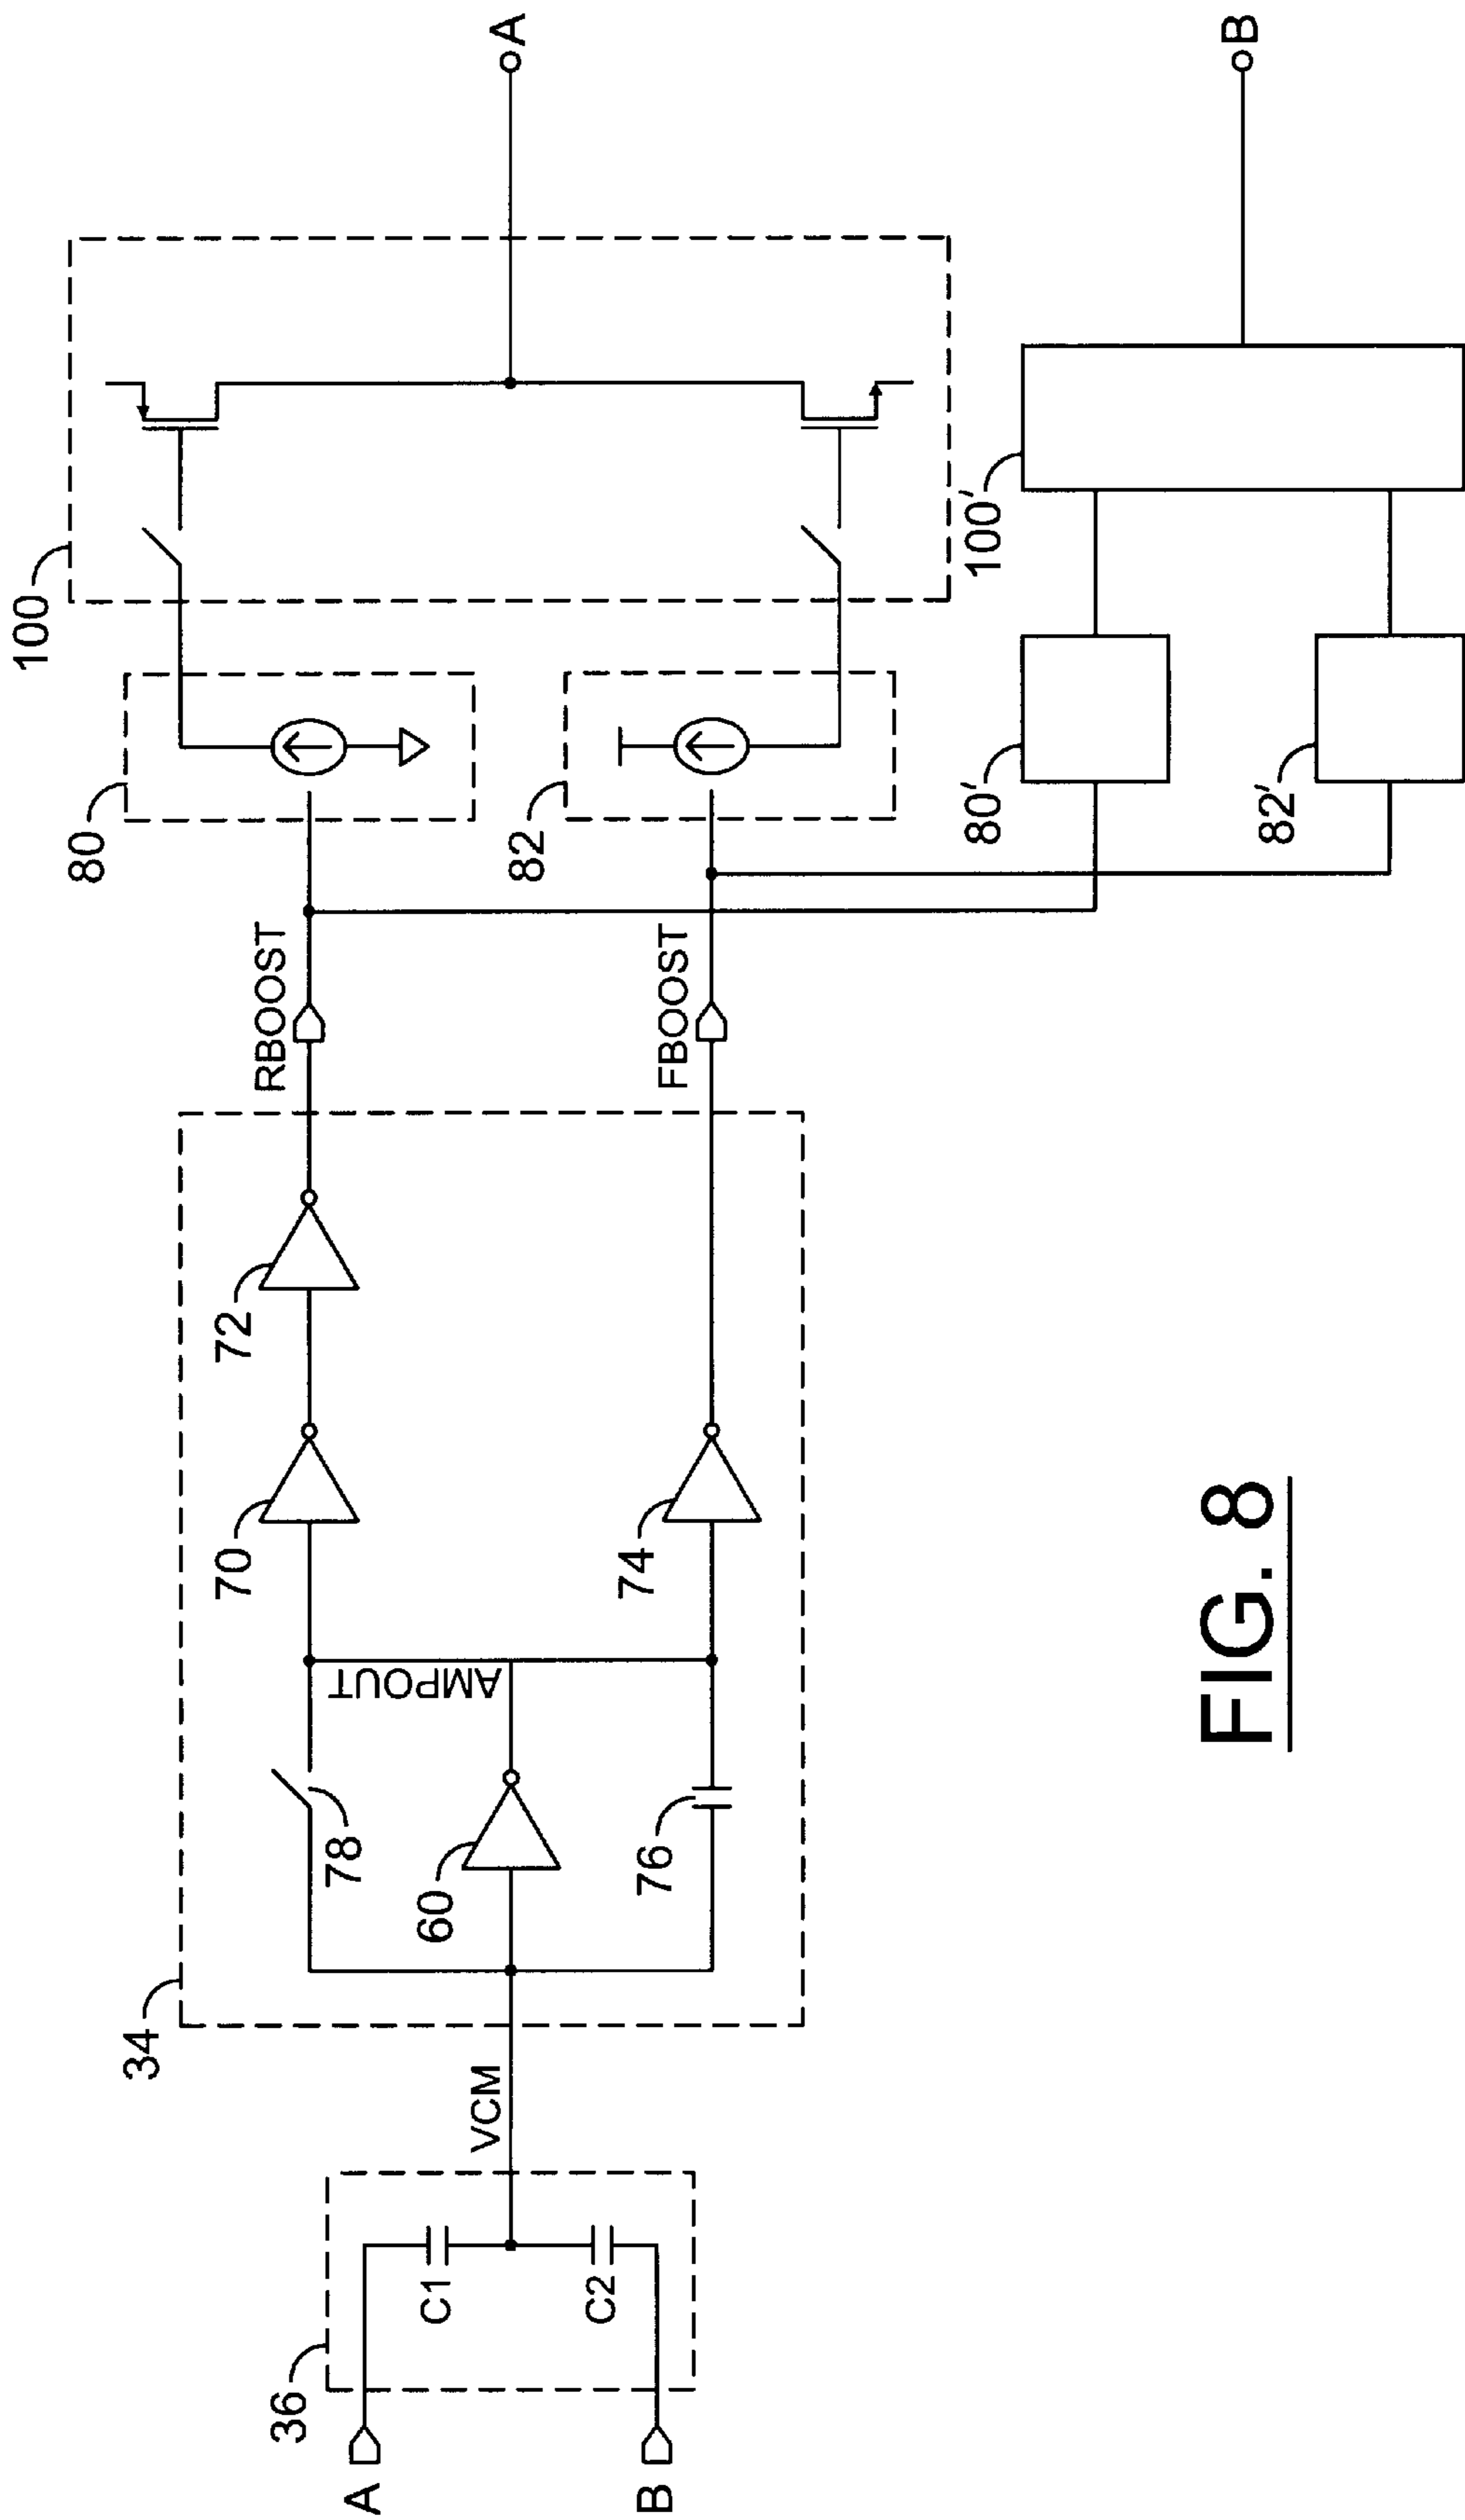 A
B
36
C1
C2
VCM
34
78
60
76
AMPOUT
70
72
74
RBOOST
FBOOST
80
82
100
A
80'
82'
100'
B
FIG. 8